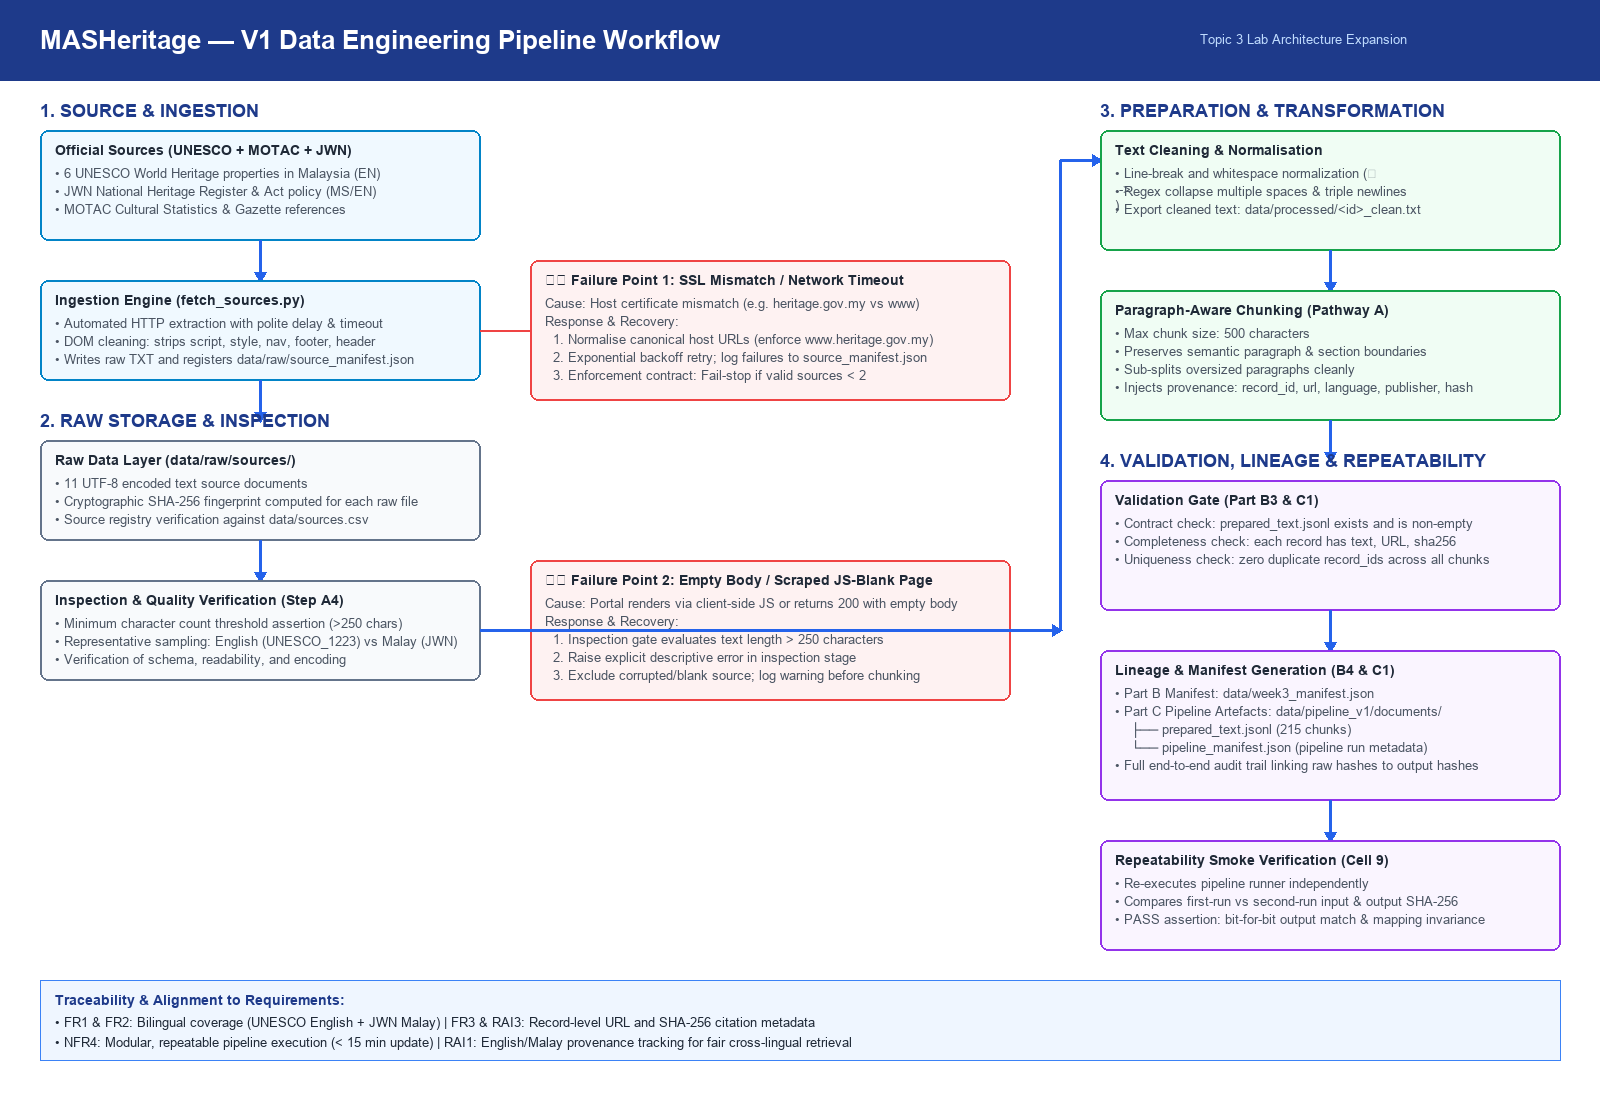 MASHeritage — V1 Data Engineering Pipeline Workflow
Topic 3 Lab Architecture Expansion
1. SOURCE & INGESTION
Official Sources (UNESCO + MOTAC + JWN)
• 6 UNESCO World Heritage properties in Malaysia (EN)
• JWN National Heritage Register & Act policy (MS/EN)
• MOTAC Cultural Statistics & Gazette references
Ingestion Engine (fetch_sources.py)
• Automated HTTP extraction with polite delay & timeout
• DOM cleaning: strips script, style, nav, footer, header
• Writes raw TXT and registers data/raw/source_manifest.json
Failure Point 1: SSL Mismatch / Network Timeout
Cause: Host certificate mismatch (e.g. heritage.gov.my vs www)
Response & Recovery:
1. Normalise canonical host URLs (enforce www.heritage.gov.my)
2. Exponential backoff retry; log failures to source_manifest.json
3. Enforcement contract: Fail-stop if valid sources < 2
2. RAW STORAGE & INSPECTION
Raw Data Layer (data/raw/sources/)
• 11 UTF-8 encoded text source documents
• Cryptographic SHA-256 fingerprint computed for each raw file
• Source registry verification against data/sources.csv
Inspection & Quality Verification (Step A4)
• Minimum character count threshold assertion (>250 chars)
• Representative sampling: English (UNESCO_1223) vs Malay (JWN)
• Verification of schema, readability, and encoding
Failure Point 2: Empty Body / Scraped JS-Blank Page
Cause: Portal renders via client-side JS or returns 200 with empty body
Response & Recovery:
1. Inspection gate evaluates text length > 250 characters
2. Raise explicit descriptive error in inspection stage
3. Exclude corrupted/blank source; log warning before chunking
3. PREPARATION & TRANSFORMATION
Text Cleaning & Normalisation
• Line-break and whitespace normalization (
• Regex collapse multiple spaces & triple newlines
• Export cleaned text: data/processed/<id>_clean.txt
Paragraph-Aware Chunking (Pathway A)
• Max chunk size: 500 characters
• Preserves semantic paragraph & section boundaries
• Sub-splits oversized paragraphs cleanly
• Injects provenance: record_id, url, language, publisher, hash
4. VALIDATION, LINEAGE & REPEATABILITY
Validation Gate (Part B3 & C1)
• Contract check: prepared_text.jsonl exists and is non-empty
• Completeness check: each record has text, URL, sha256
• Uniqueness check: zero duplicate record_ids across all chunks
Lineage & Manifest Generation (B4 & C1)
• Part B Manifest: data/week3_manifest.json
• Part C Pipeline Artefacts: data/pipeline_v1/documents/
├── prepared_text.jsonl (215 chunks)
└── pipeline_manifest.json (pipeline run metadata)
• Full end-to-end audit trail linking raw hashes to output hashes
Repeatability Smoke Verification (Cell 9)
• Re-executes pipeline runner independently
• Compares first-run vs second-run input & output SHA-256
• PASS assertion: bit-for-bit output match & mapping invariance
Traceability & Alignment to Requirements:
• FR1 & FR2: Bilingual coverage (UNESCO English + JWN Malay) | FR3 & RAI3: Record-level URL and SHA-256 citation metadata
• NFR4: Modular, repeatable pipeline execution (< 15 min update) | RAI1: English/Malay provenance tracking for fair cross-lingual retrieval